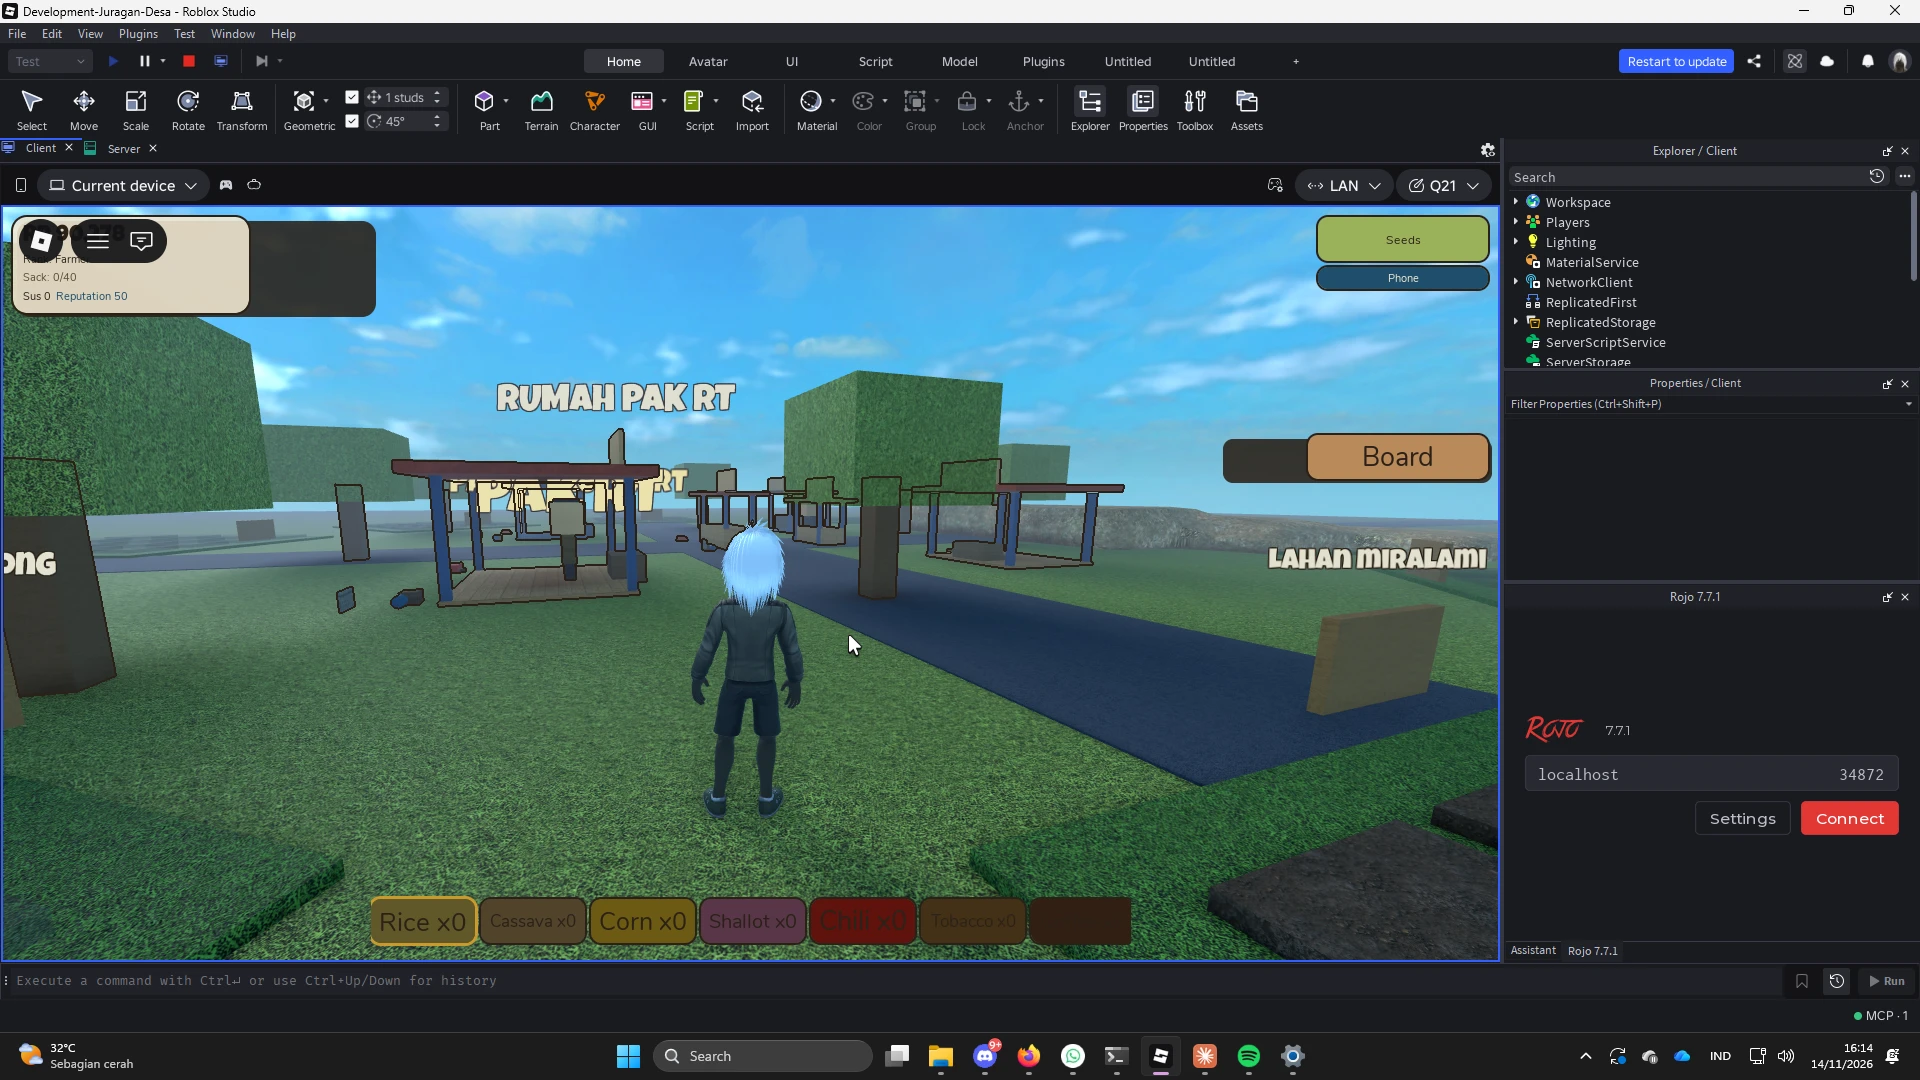 Development-Juragan-Desa - Roblox Studio
File Edit View Plugins Test Window Help
Test
Home Avatar UI Script Model Plugins Untitled Untitled +
Restart to update
Select Move Scale Rotate Transform Geometric
1 studs
45°
Part Terrain Character GUI Script Import Material Color Group Lock Anchor Explorer Properties Toolbox Assets
Client Server
Current device
LAN
Q21
Farmer
Sack: 0/40
Sus 0 Reputation 50
Seeds
Phone
RUMAH PAK RT
Board
LAHAN MIRALAMI
ONG
Rice x0 Cassava x0 Corn x0 Shallot x0 Chili x0 Tobacco x0
Explorer / Client
Search
Workspace
Players
Lighting
MaterialService
NetworkClient
ReplicatedFirst
ReplicatedStorage
ServerScriptService
ServerStorage
Properties / Client
Filter Properties (Ctrl+Shift+P)
Rojo 7.7.1
ROJO 7.7.1
localhost 34872
Settings Connect
Assistant Rojo 7.7.1
Execute a command with Ctrl+↵ or use Ctrl+Up/Down for history
Run
MCP · 1
32°C
Sebagian cerah
Search
9+
IND
16:14
14/11/2026